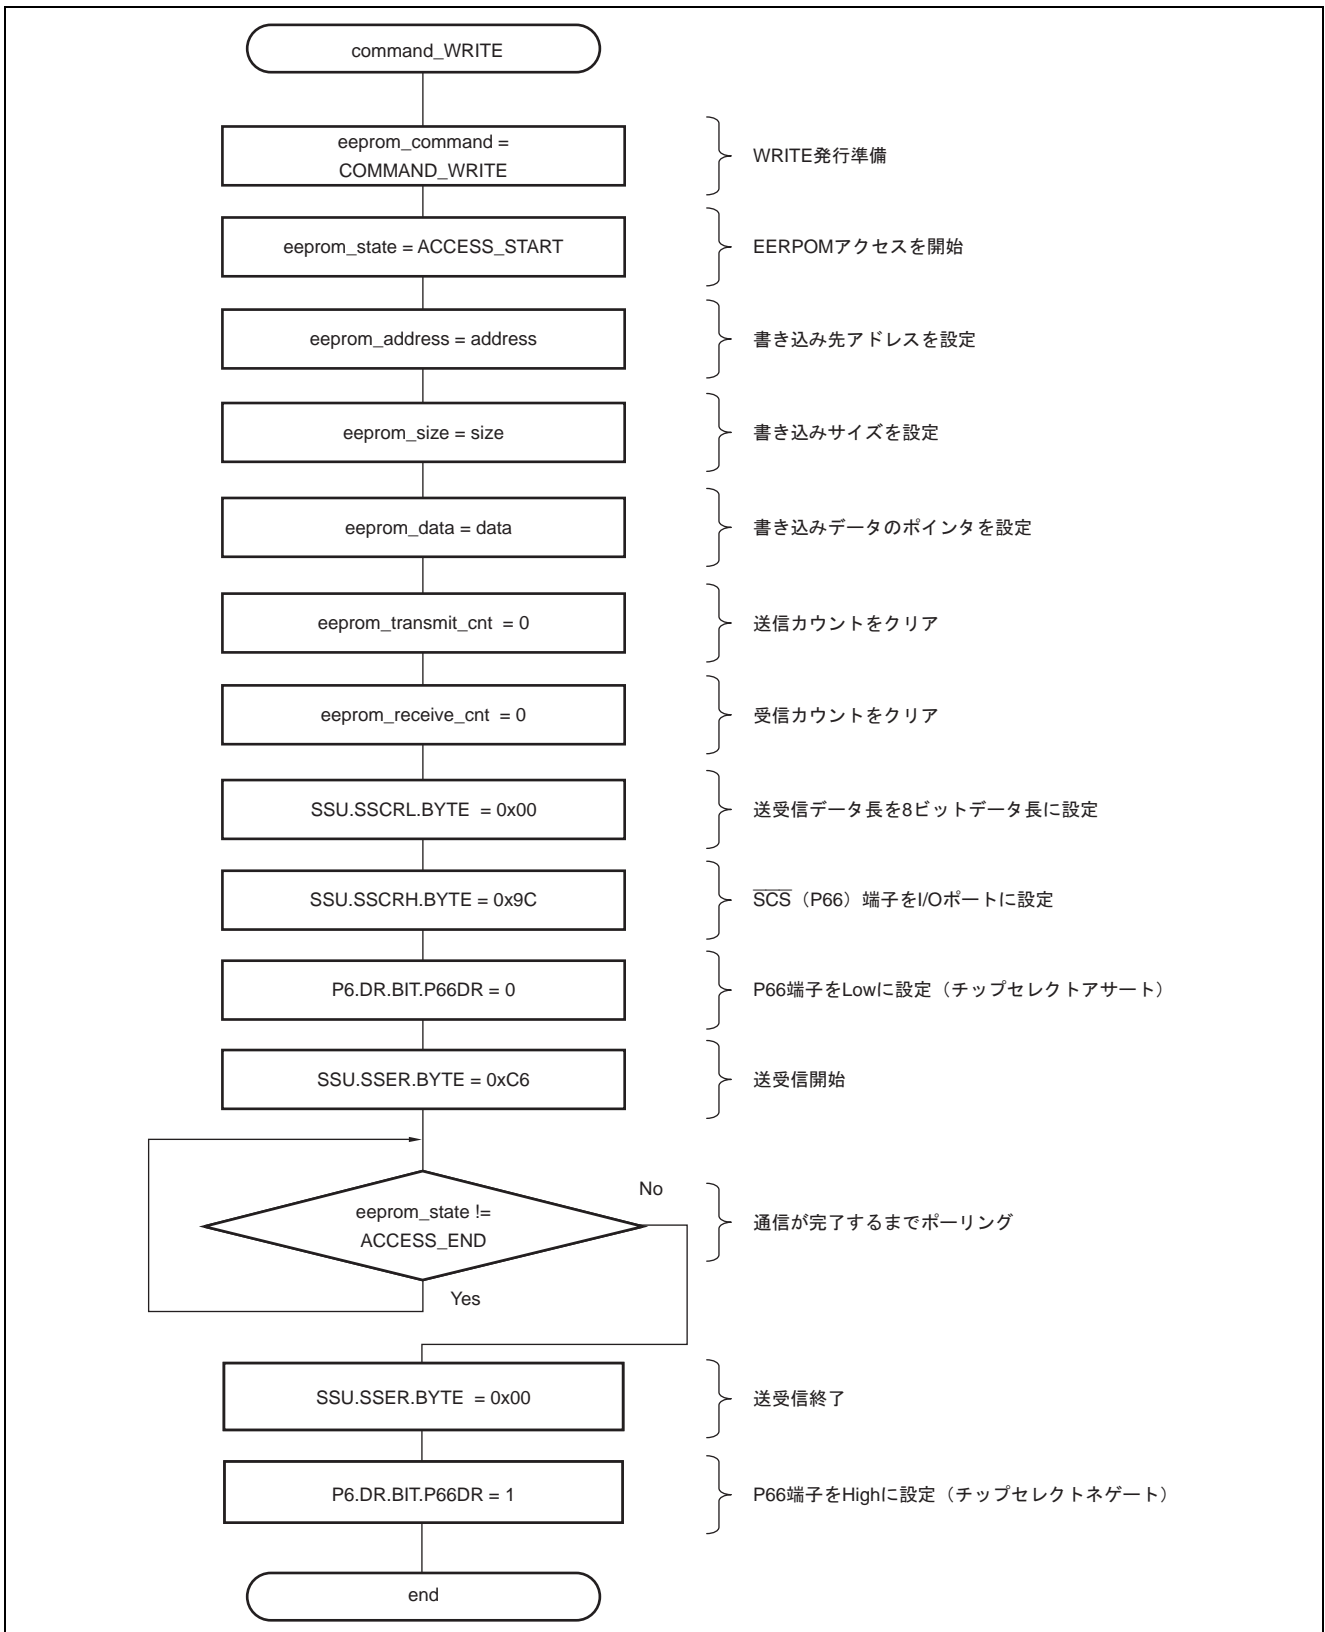 command_WRITE
eeprom_command =
COMMAND_WRITE
WRITE発行準備
eeprom_state = ACCESS_START
EERPOMアクセスを開始
eeprom_address = address
書き込み先アドレスを設定
eeprom_size = size
書き込みサイズを設定
eeprom_data = data
書き込みデータのポインタを設定
eeprom_transmit_cnt = 0
送信カウントをクリア
eeprom_receive_cnt = 0
受信カウントをクリア
SSU.SSCRL.BYTE = 0x00
送受信データ長を8ビットデータ長に設定
SSU.SSCRH.BYTE = 0x9C
S̅C̅S̅（P66）端子をI/Oポートに設定
P6.DR.BIT.P66DR = 0
P66端子をLowに設定（チップセレクトアサート）
SSU.SSER.BYTE = 0xC6
送受信開始
No
eeprom_state !=
ACCESS_END
通信が完了するまでポーリング
Yes
SSU.SSER.BYTE = 0x00
送受信終了
P6.DR.BIT.P66DR = 1
P66端子をHighに設定（チップセレクトネゲート）
end